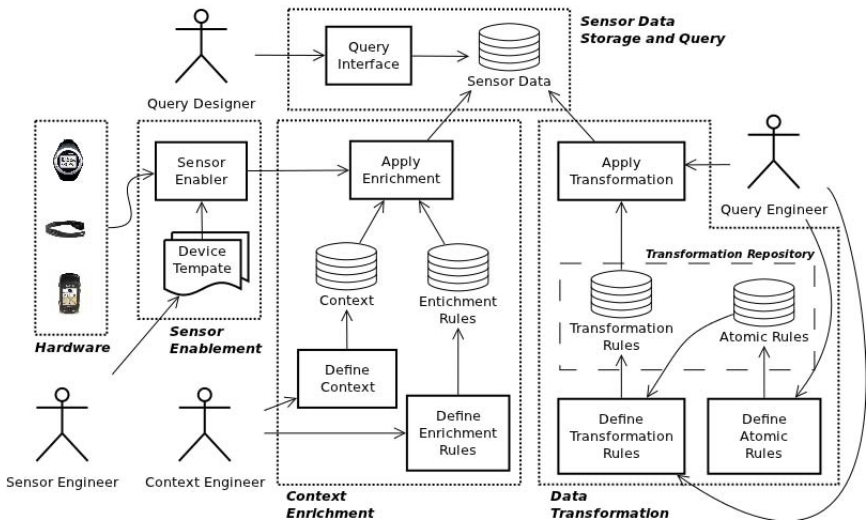 Sensor Data
Storage and Query
Query
Interface
Sensor Data
Query Designer
Sensor
Enabler
Apply
Enrichment
Apply
Transformation
Query Engineer
Device
Tempate
Transformation Repository
Context
Entichment
Rules
Transformation
Rules
Atomic Rules
Hardware
Sensor
Enablement
Define
Context
Define
Enrichment
Rules
Define
Transformation
Rules
Define
Atomic
Rules
Sensor Engineer
Context Engineer
Context
Enrichment
Data
Transformation